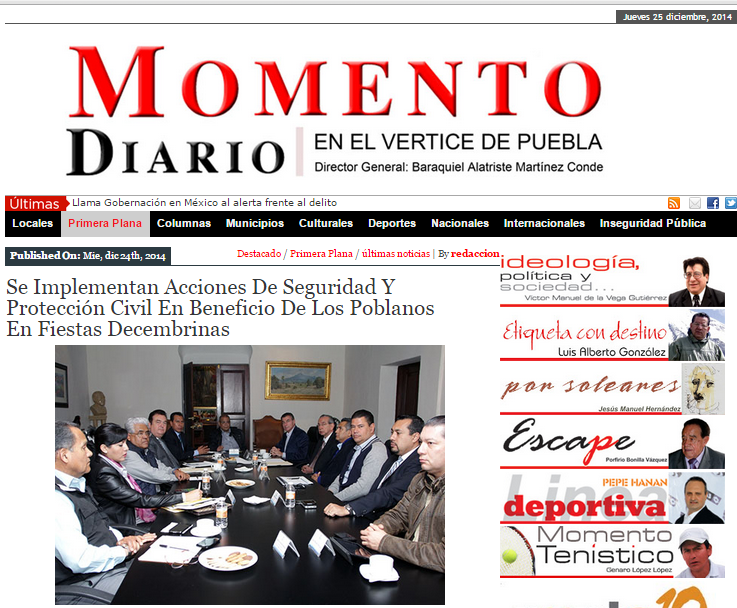 Jueves 25 diciembre, 2014
MOMENTO
DIARIO
EN EL VERTICE DE PUEBLA
Director General: Baraquiel Alatriste Martínez Conde
Últimas
Llama Gobernación en México al alerta frente al delito
Locales Primera Plana Columnas Municipios Culturales Deportes Nacionales Internacionales Inseguridad Pública
Published On: Mie, dic 24th, 2014
Destacado / Primera Plana / últimas noticias | By redaccion
Se Implementan Acciones De Seguridad Y
Protección Civil En Beneficio De Los Poblanos
En Fiestas Decembrinas
ideología,
política y
sociedad...
Victor Manuel de la Vega Gutiérrez
Etiqueta con destino
Luis Alberto González
por soleares
Jesús Manuel Hernández
Escape
Porfirio Bonilla Vázquez
Linea
PEPE HANAN
deportiva
Momento
Tenístico
Genaro López López